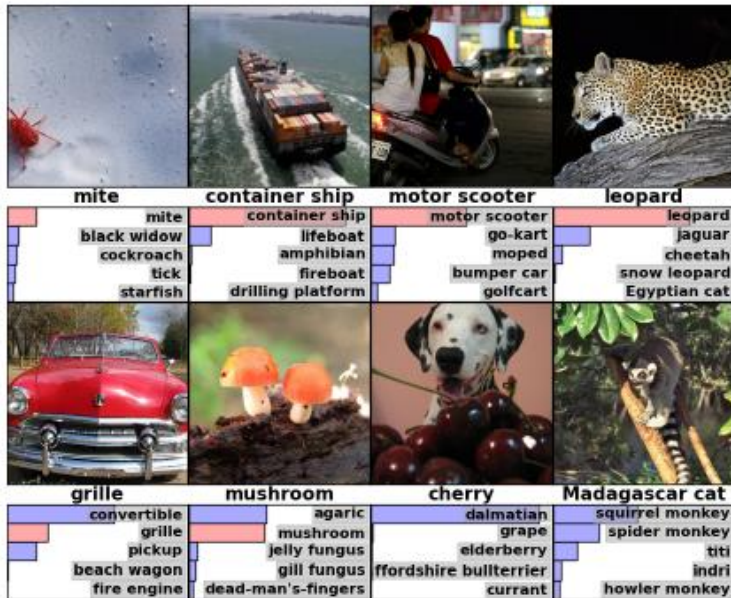 mite container ship motor scooter leopard
mite container ship motor scooter leopard
black widow lifeboat go-kart jaguar
cockroach amphibian moped cheetah
tick fireboat bumper car snow leopard
starfish drilling platform golfcart Egyptian cat
grille mushroom cherry Madagascar cat
convertible agaric dalmatian squirrel monkey
grille mushroom grape spider monkey
pickup jelly fungus elderberry titi
beach wagon gill fungus ffordshire bullterrier indri
fire engine dead-man's-fingers currant howler monkey